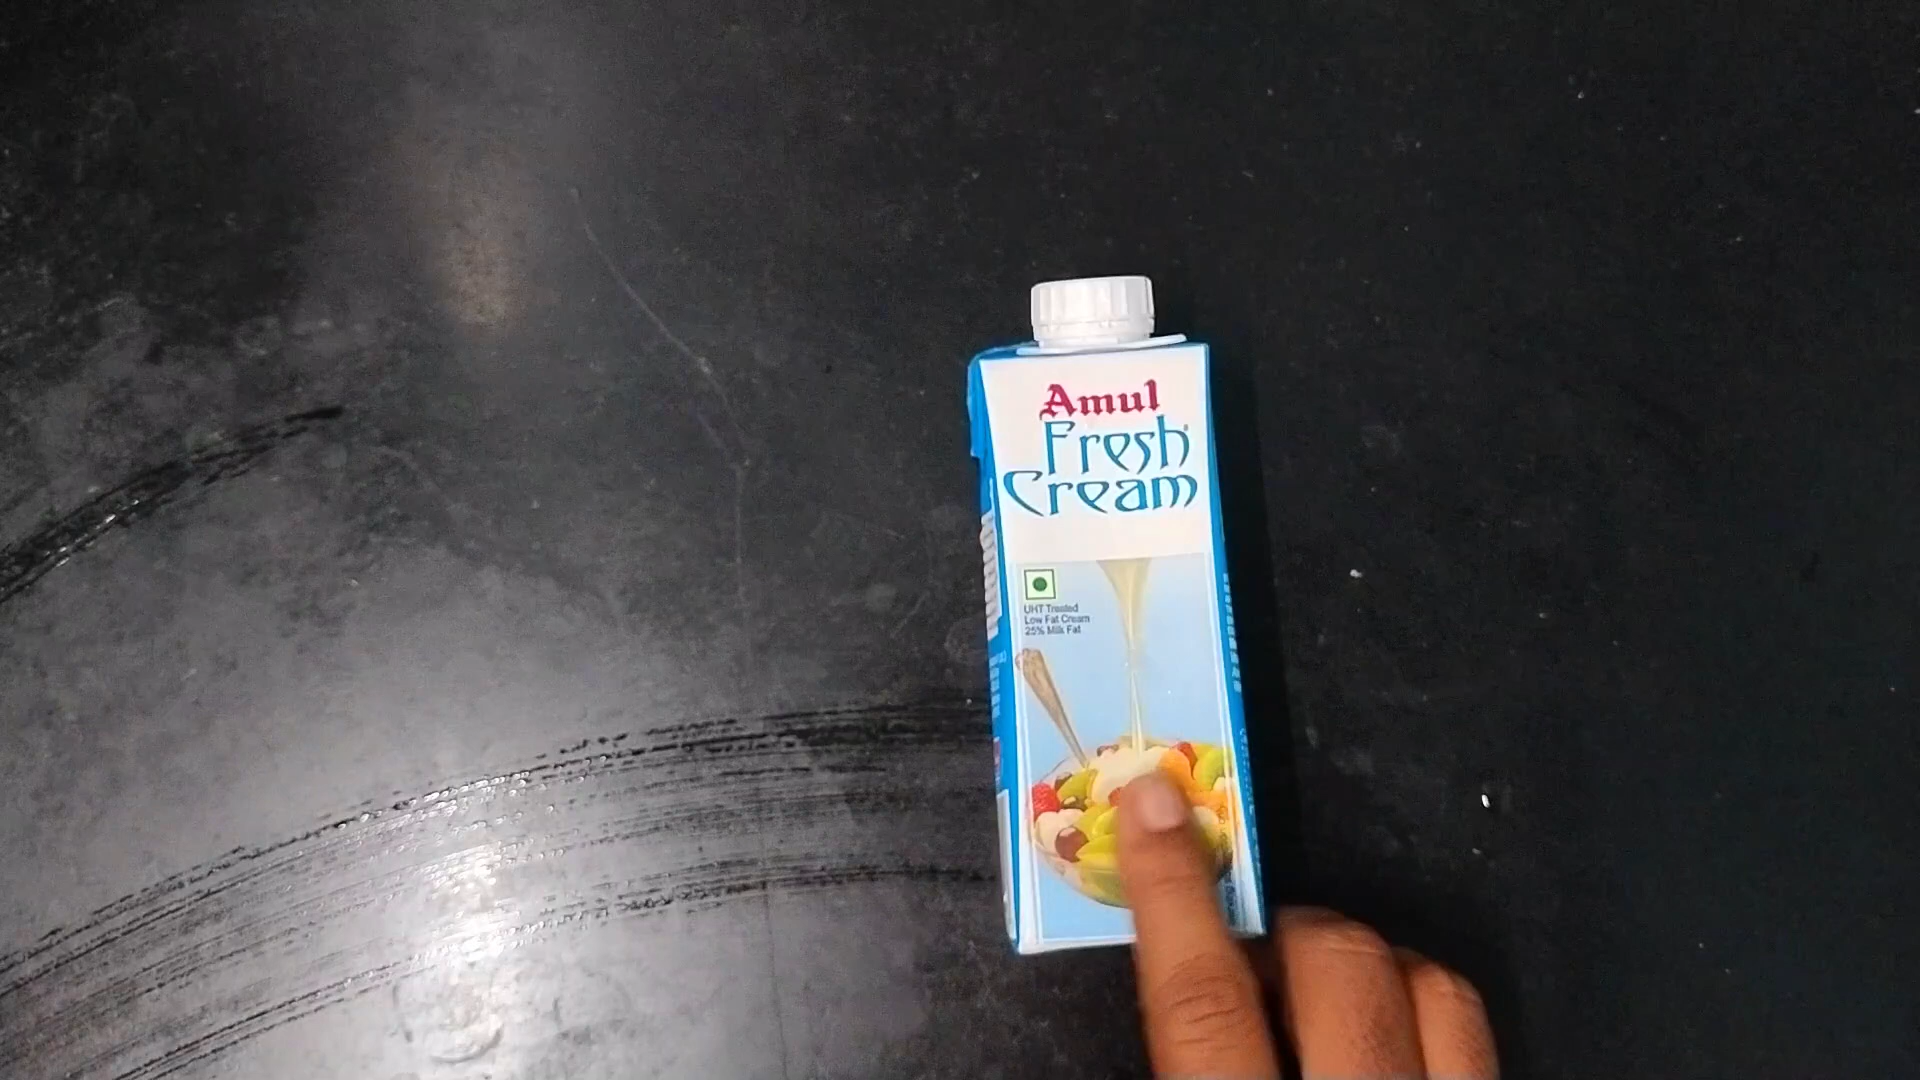 Amul
Fresh
Cream
UHT Treated
Low Fat Cream
25% Milk Fat